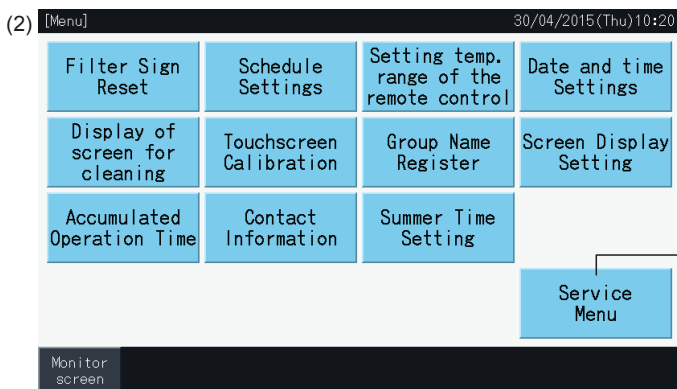 (2)
[Menu] 30/04/2015(Thu)10:20
Filter Sign
Reset
Schedule
Settings
Setting temp.
range of the
remote control
Date and time
Settings
Display of
screen for
cleaning
Touchscreen
Calibration
Group Name
Register
Screen Display
Setting
Accumulated
Operation Time
Contact
Information
Summer Time
Setting
Service
Menu
Monitor
screen